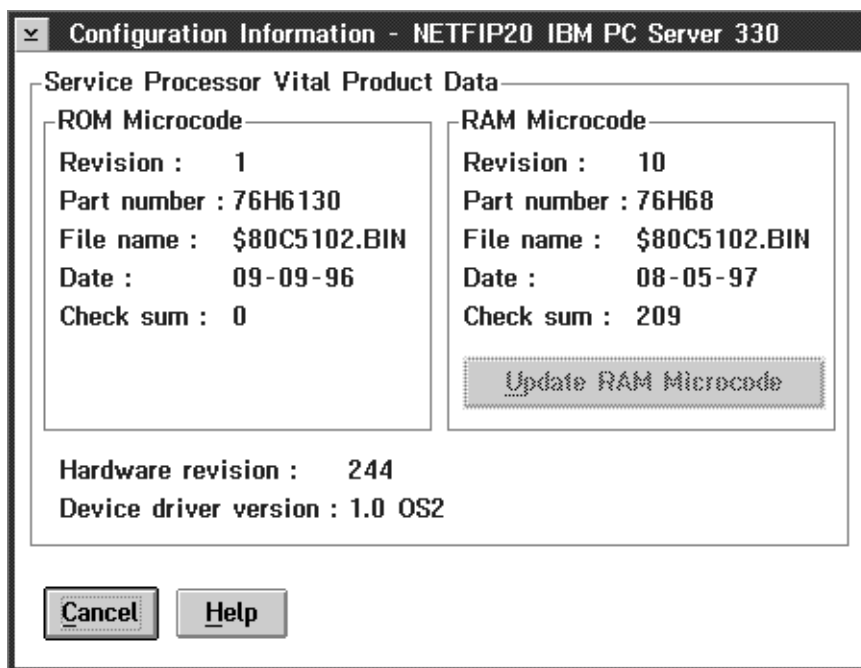 Configuration Information - NETFIP20 IBM PC Server 330
Service Processor Vital Product Data
ROM Microcode
Revision : 1
Part number : 76H6130
File name : $80C5102.BIN
Date : 09-09-96
Check sum : 0
RAM Microcode
Revision : 10
Part number : 76H68
File name : $80C5102.BIN
Date : 08-05-97
Check sum : 209
Update RAM Microcode
Hardware revision : 244
Device driver version : 1.0 OS2
Cancel
Help